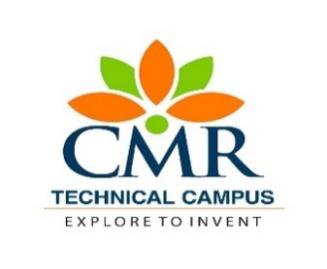 CMR
TECHNICAL CAMPUS
EXPLORE TO INVENT